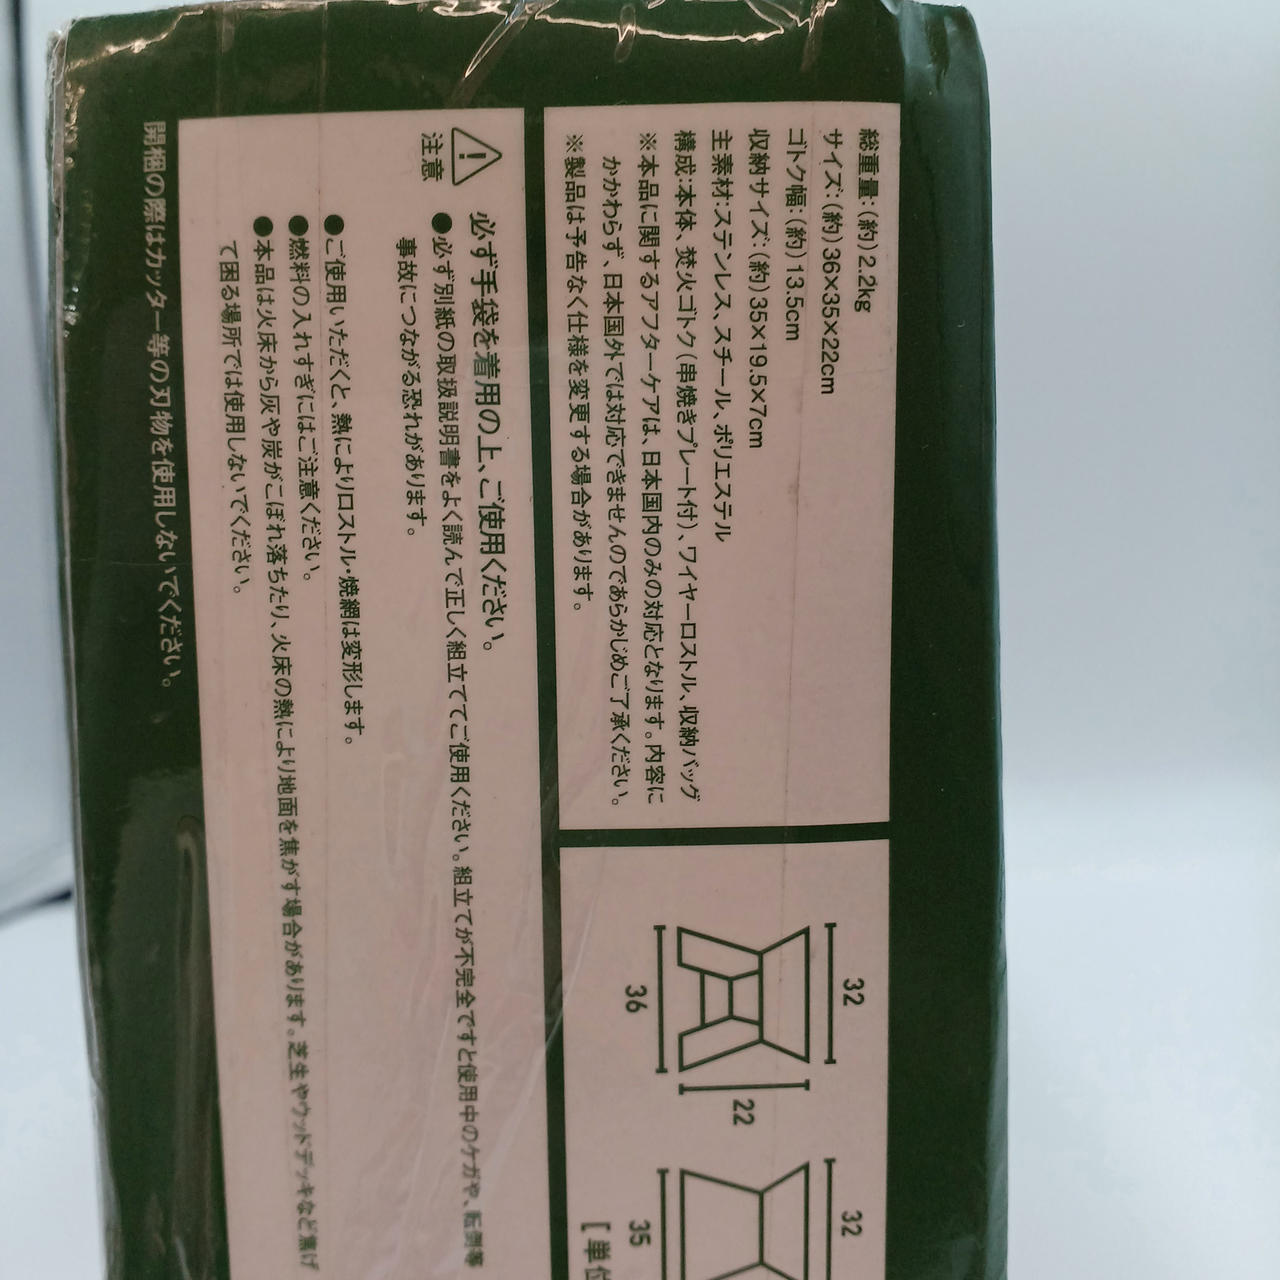 総重量:(約)2.2kg
サイズ:(約)36×35×22cm
ゴトク幅:(約)13.5cm
収納サイズ:(約)35×19.5×7cm
主素材:ステンレス、スチール、ポリエステル
構成:本体、焚火ゴトク(串焼きプレート付)、ワイヤーロストル、収納バッグ
※本品に関するアフターケアは、日本国内のみの対応となります。内容に
かかわらず、日本国外では対応できませんのであらかじめご了承ください。
※製品は予告なく仕様を変更する場合があります。
32
36
22
32
35
[単位
注意
必ず手袋を着用の上、ご使用ください。
●必ず別紙の取扱説明書をよく読んで正しく組立ててご使用ください。組立てが不完全ですと使用中のケガや、転倒等
事故につながる恐れがあります。
●ご使用いただくと、熱によりロストル・焼網は変形します。
●燃料の入れすぎにはご注意ください。
●本品は火床から灰や炭がこぼれ落ちたり、火床の熱により地面を焦がす場合があります。芝生やウッドデッキなど焦げ
て困る場所では使用しないでください。
開梱の際はカッター等の刃物を使用しないでください。